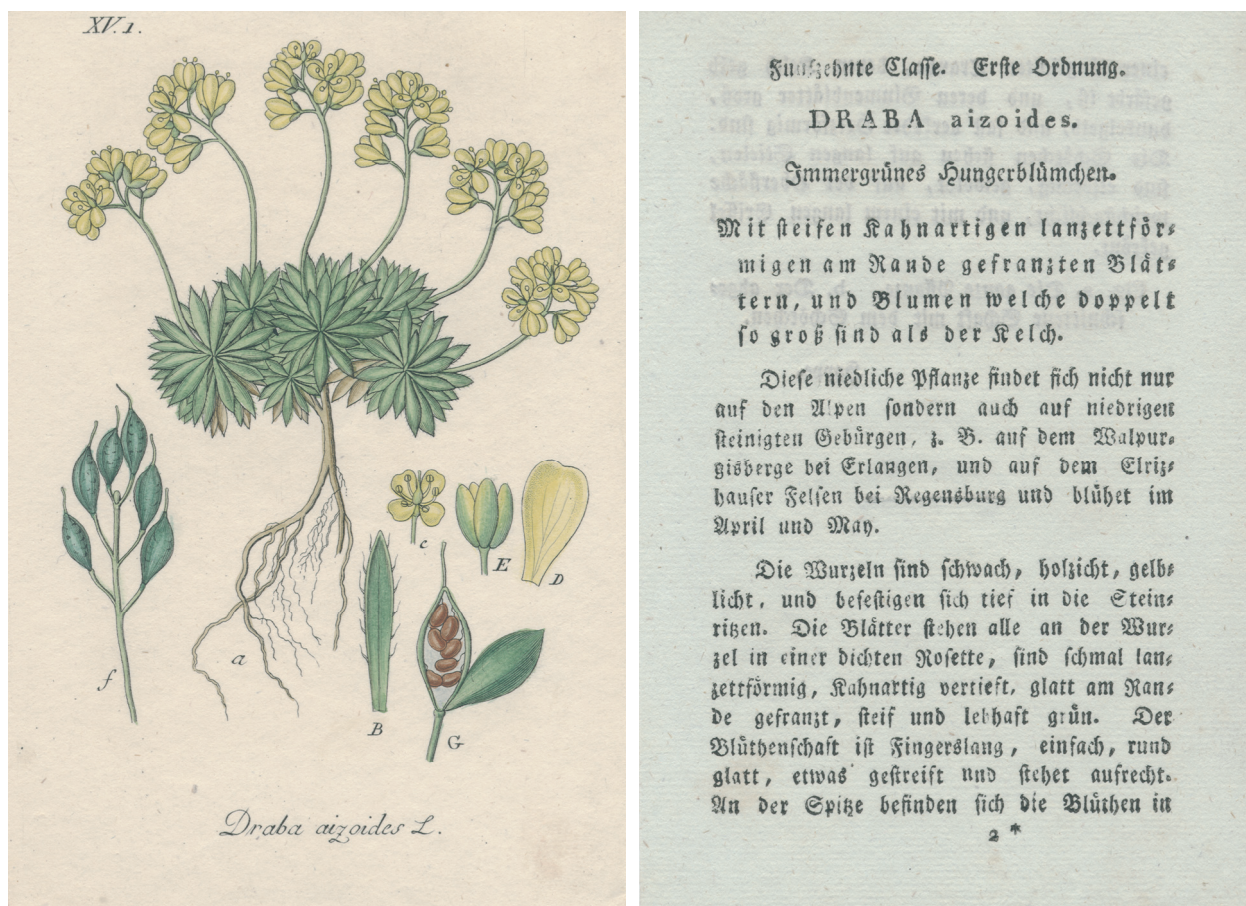 XV. 1.
a
B
c
E
D
f
G
Draba aizoides L.
Funfzehnte Classe. Erste Ordnung.
DRABA aizoides.
Immergrünes Hungerblümchen.
Mit steifen Kahnartigen lanzettför-
migen am Rande gefranzten Blät-
tern, und Blumen welche doppelt
so groß sind als der Kelch.
Diese niedliche Pflanze findet sich nicht nur
auf den Alpen sondern auch auf niedrigen
steinigten Gebürgen, z. B. auf dem Walpur-
gisberge bei Erlangen, und auf dem Elriz-
hauser Felsen bei Regensburg und blühet im
April und May.
Die Wurzeln sind schwach, holzicht, gelb-
licht, und befestigen sich tief in die Stein-
ritzen. Die Blätter stehen alle an der Wur-
zel in einer dichten Rosette, sind schmal lan-
zettförmig, Kahnartig vertieft, glatt am Ran-
de gefranzt, steif und lebhaft grün. Der
Blüthenschaft ist Fingerslang, einfach, rund
glatt, etwas gestreift und stehet aufrecht.
An der Spitze befinden sich die Blüthen in
2 *